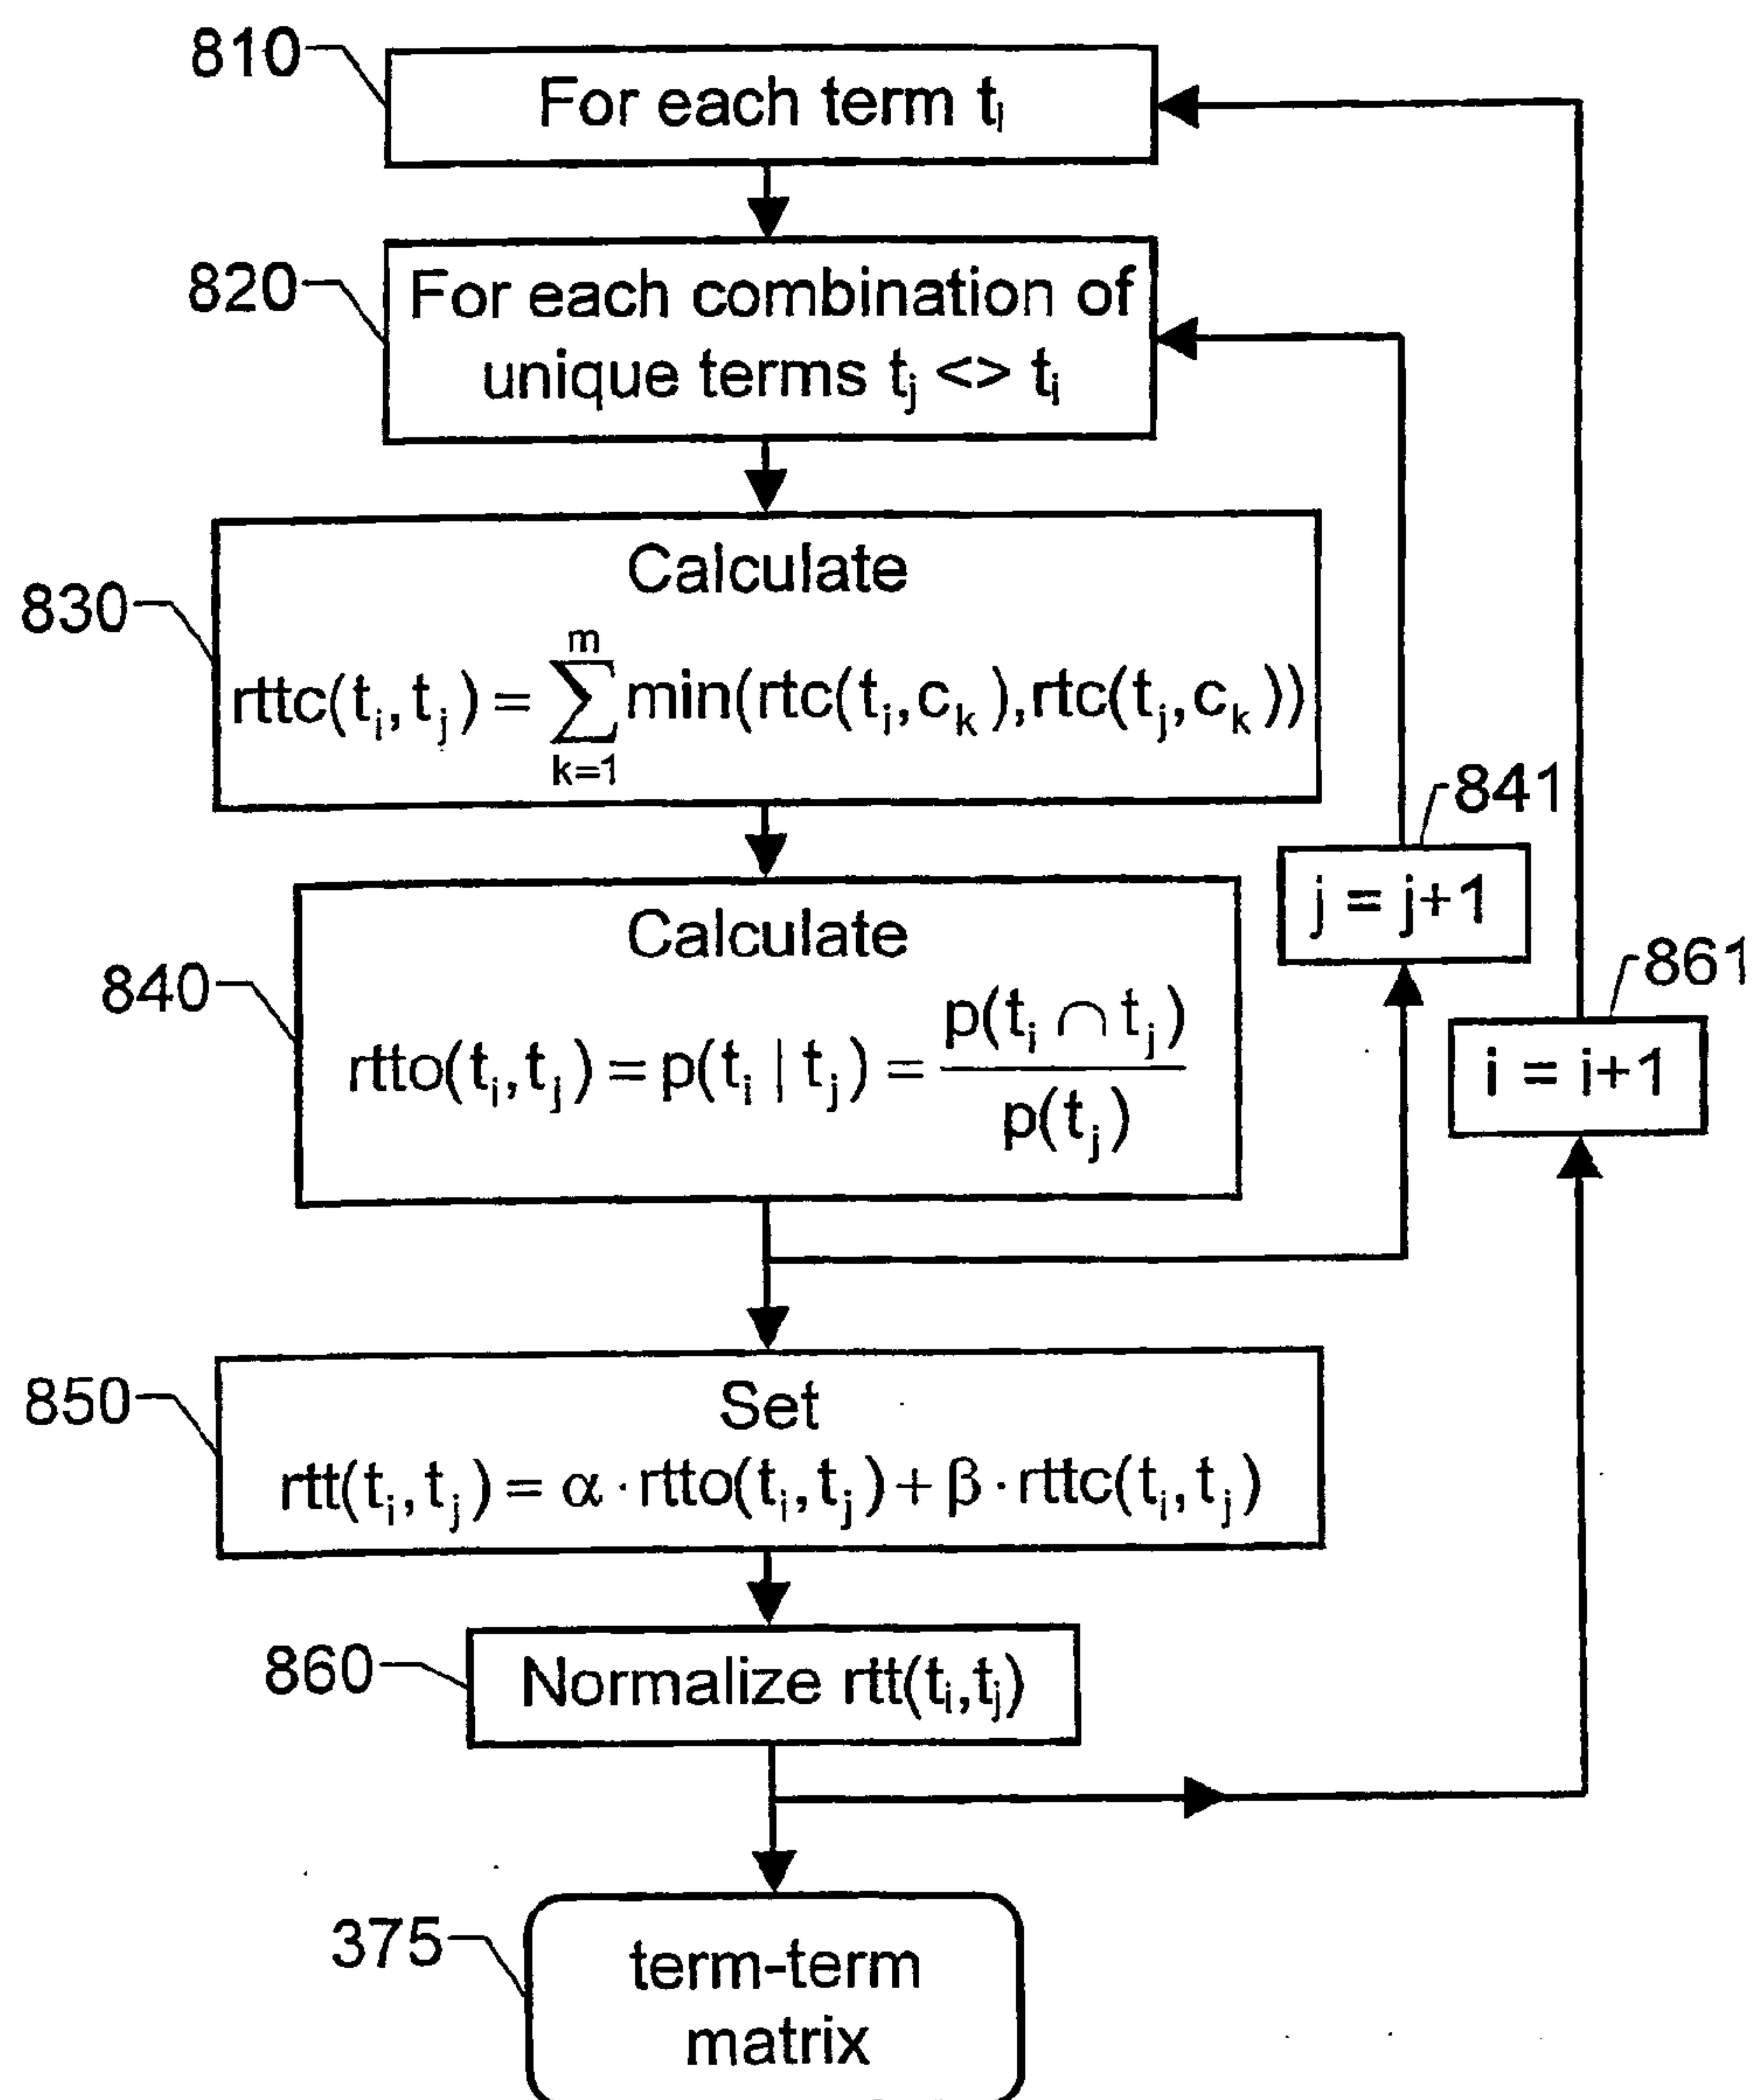 810
For each term tᵢ
820
For each combination of
unique terms tⱼ <> tᵢ
830
Calculate
m
rttc(tᵢ,tⱼ) = ∑ min(rtc(tᵢ,cₖ),rtc(tⱼ,cₖ))
k=1
841
j = j+1
840
Calculate
rtto(tᵢ,tⱼ) = p(tᵢ | tⱼ) = p(tᵢ ∩ tⱼ)
p(tⱼ)
861
i = i+1
850
Set
rtt(tᵢ,tⱼ) = α · rtto(tᵢ,tⱼ) + β · rttc(tᵢ,tⱼ)
860
Normalize rtt(tᵢ,tⱼ)
375
term-term
matrix